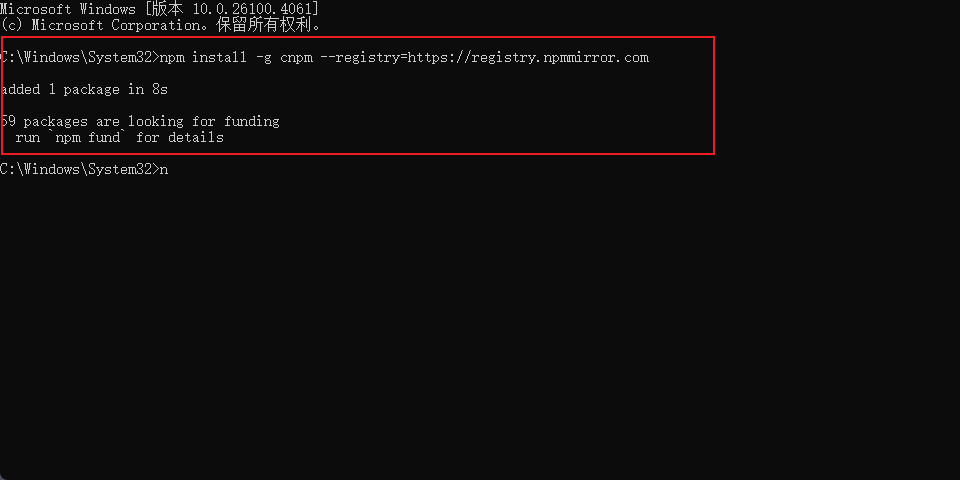 Microsoft Windows [版本 10.0.26100.4061]
(c) Microsoft Corporation。保留所有权利。
C:\Windows\System32>npm install -g cnpm --registry=https://registry.npmmirror.com
added 1 package in 8s
59 packages are looking for funding
run `npm fund` for details
C:\Windows\System32>n